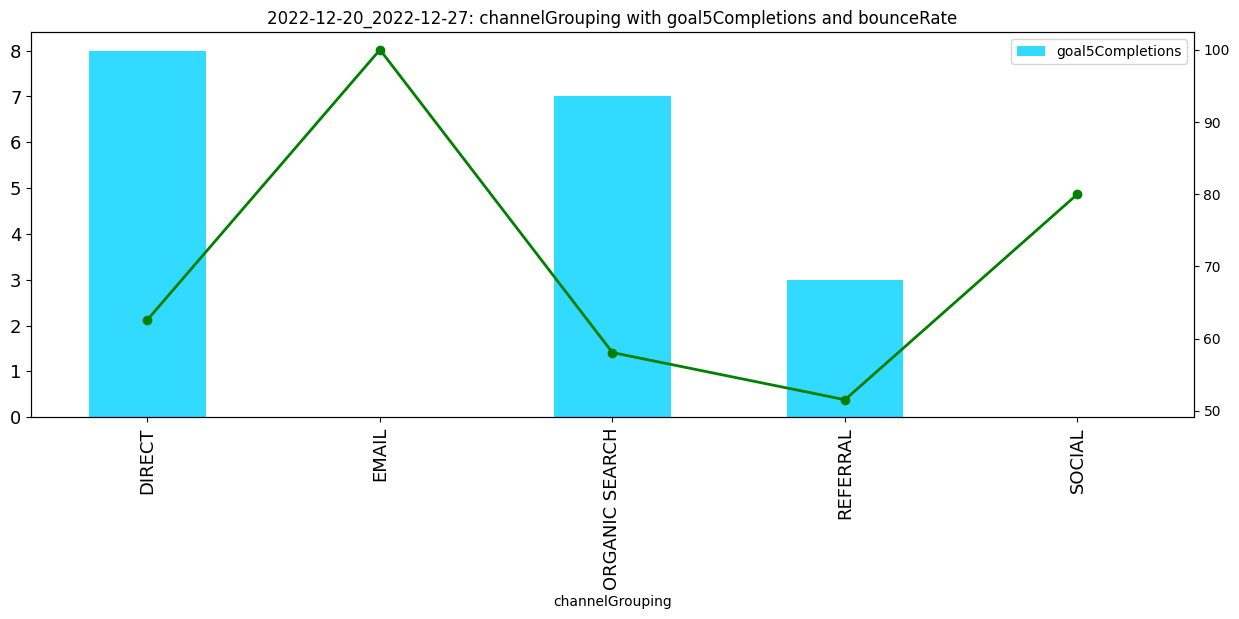 2022-12-20_2022-12-27: channelGrouping with goal5Completions and bounceRate
goal5Completions
8
7
6
5
4
3
2
1
0
100
90
80
70
60
50
DIRECT
EMAIL
ORGANIC SEARCH
REFERRAL
SOCIAL
channelGrouping